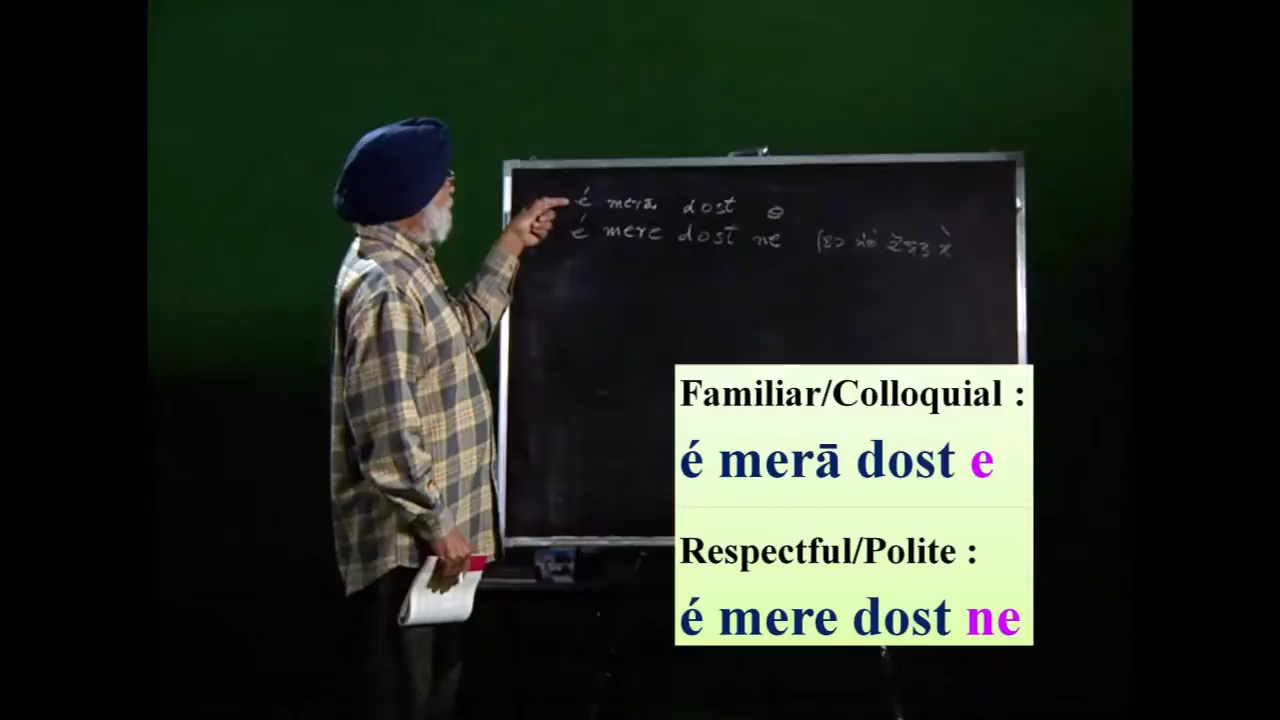 é merā dost e
é mere dost ne
Familiar/Colloquial :
é merā dost e
Respectful/Polite :
é mere dost ne